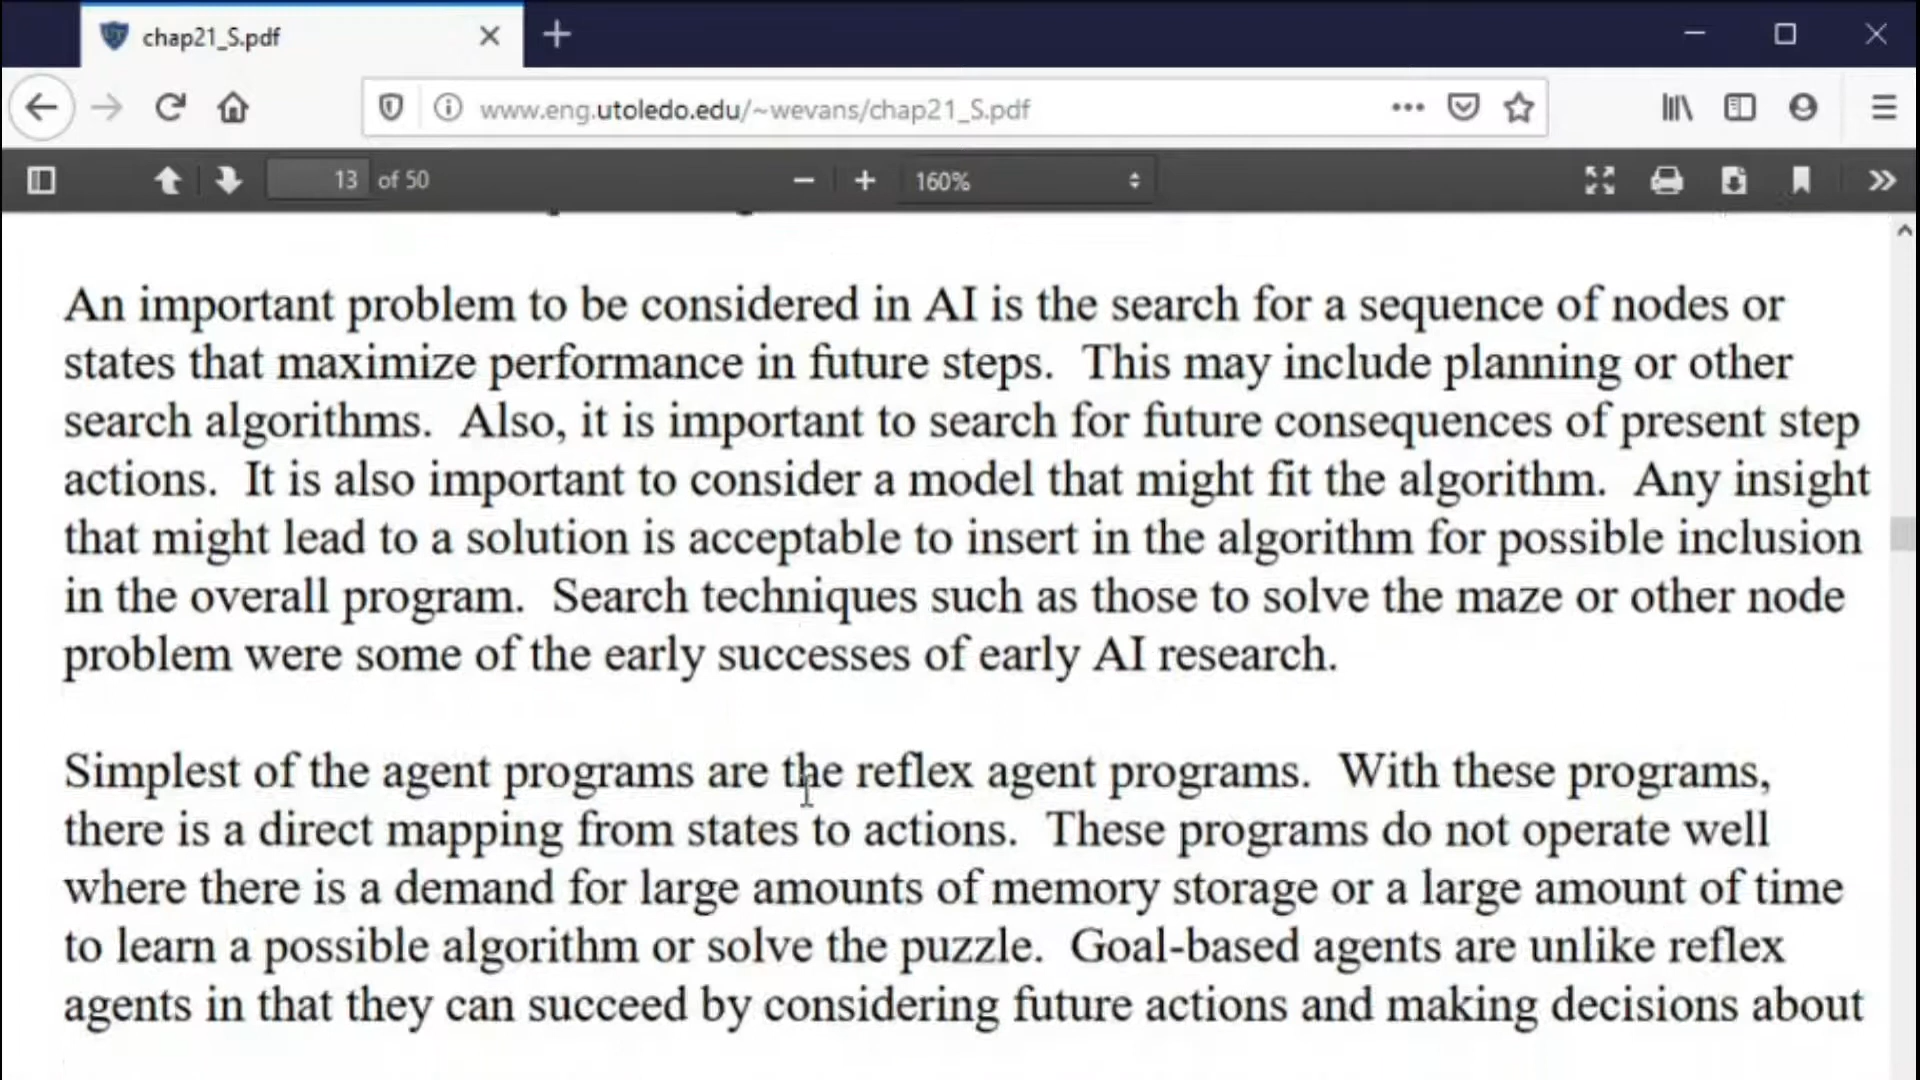 chap21_S.pdf
www.eng.utoledo.edu/~wevans/chap21_S.pdf
13 of 50
160%
An important problem to be considered in AI is the search for a sequence of nodes or
states that maximize performance in future steps. This may include planning or other
search algorithms. Also, it is important to search for future consequences of present step
actions. It is also important to consider a model that might fit the algorithm. Any insight
that might lead to a solution is acceptable to insert in the algorithm for possible inclusion
in the overall program. Search techniques such as those to solve the maze or other node
problem were some of the early successes of early AI research.
Simplest of the agent programs are the reflex agent programs. With these programs,
there is a direct mapping from states to actions. These programs do not operate well
where there is a demand for large amounts of memory storage or a large amount of time
to learn a possible algorithm or solve the puzzle. Goal-based agents are unlike reflex
agents in that they can succeed by considering future actions and making decisions about